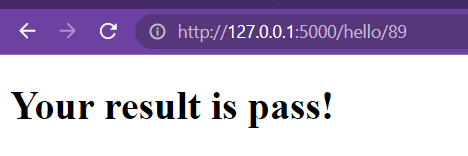 http://127.0.0.1:5000/hello/89
Your result is pass!